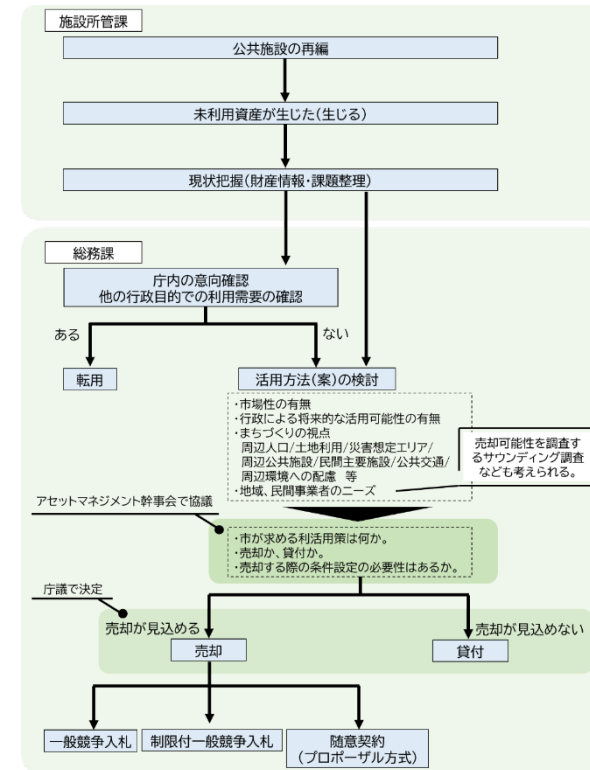 施設所管課
公共施設の再編
未利用資産が生じた（生じる）
現状把握（財産情報・課題整理）
総務課
庁内の意向確認
他の行政目的での利用需要の確認
ある
ない
転用
活用方法（案）の検討
・市場性の有無
・行政による将来的な活用可能性の有無
・まちづくりの視点
周辺人口/土地利用/災害想定エリア/
周辺公共施設/民間主要施設/公共交通/
周辺環境への配慮 等
・地域、民間事業者のニーズ
売却可能性を調査す
るサウンディング調査
なども考えられる。
アセットマネジメント幹事会で協議
・市が求める利活用策は何か。
・売却か、貸付か。
・売却する際の条件設定の必要性はあるか。
庁議で決定
売却が見込める
売却が見込めない
売却
貸付
一般競争入札
制限付一般競争入札
随意契約
（プロポーザル方式）